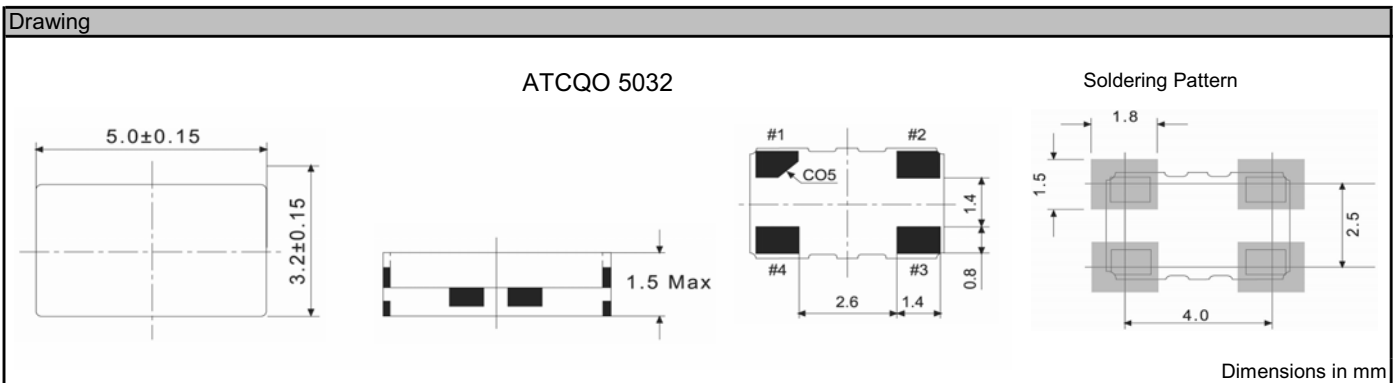 Drawing
ATCQO 5032
Soldering Pattern
5.0±0.15
3.2±0.15
1.5 Max
#1
#2
CO5
1.4
#4
#3
0.8
2.6
1.4
1.8
1.5
2.5
4.0
Dimensions in mm